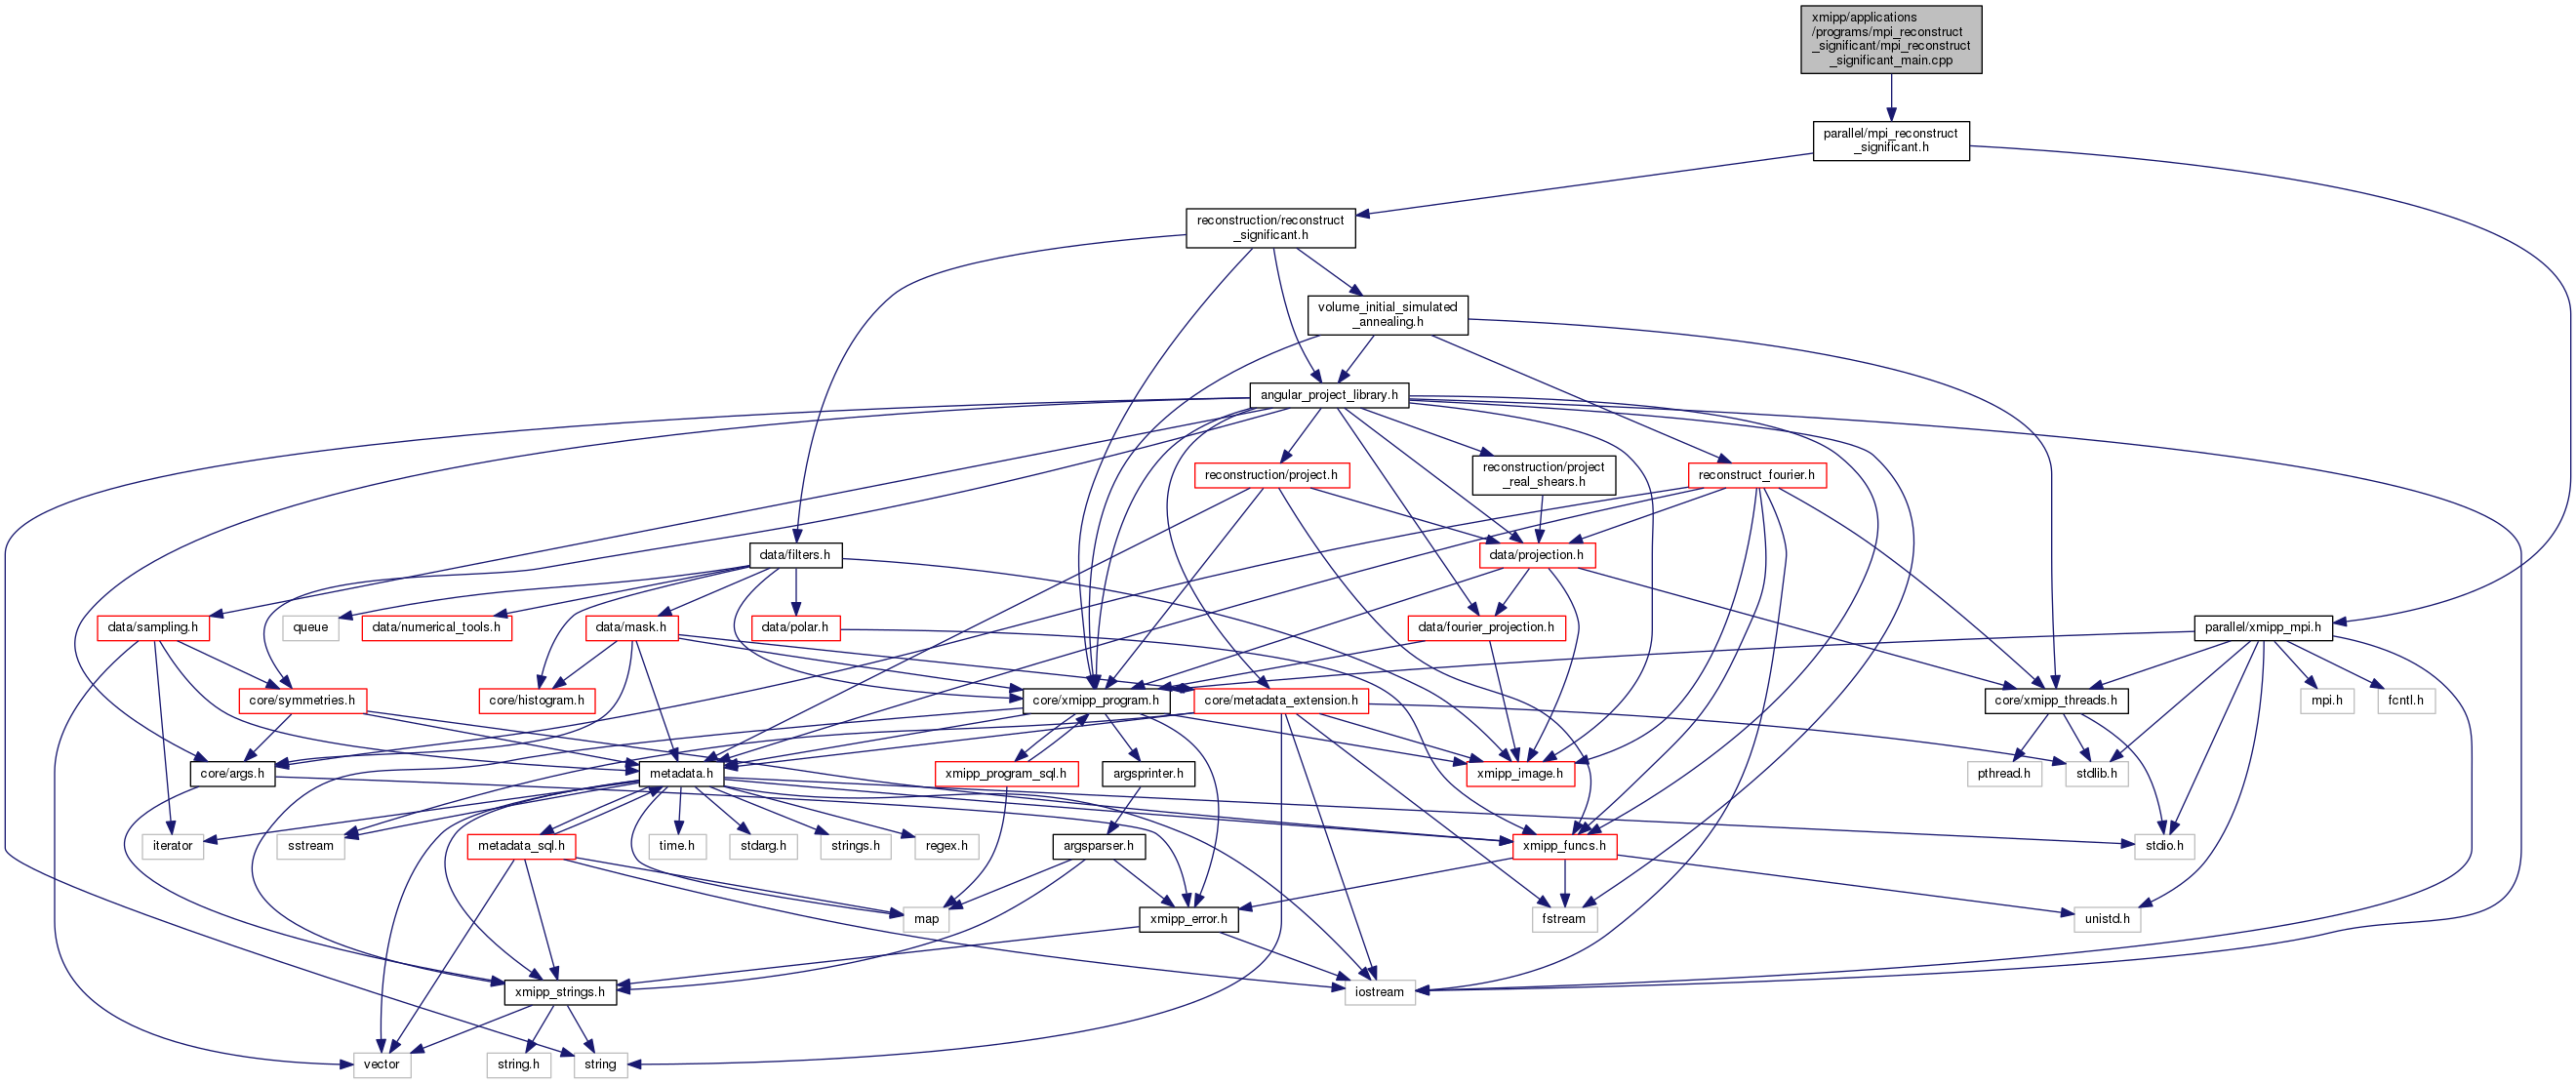 xmipp/applications
/programs/mpi_reconstruct
_significant/mpi_reconstruct
_significant_main.cpp
parallel/mpi_reconstruct
_significant.h
reconstruction/reconstruct
_significant.h
volume_initial_simulated
_annealing.h
angular_project_library.h
reconstruction/project.h
reconstruction/project
_real_shears.h
reconstruct_fourier.h
data/filters.h
data/projection.h
data/sampling.h
queue
data/numerical_tools.h
data/mask.h
data/polar.h
data/fourier_projection.h
parallel/xmipp_mpi.h
core/symmetries.h
core/histogram.h
core/xmipp_program.h
core/metadata_extension.h
core/xmipp_threads.h
mpi.h
fcntl.h
core/args.h
metadata.h
xmipp_program_sql.h
argsprinter.h
xmipp_image.h
pthread.h
stdlib.h
iterator
sstream
metadata_sql.h
time.h
stdarg.h
strings.h
regex.h
argsparser.h
xmipp_funcs.h
stdio.h
map
xmipp_error.h
fstream
unistd.h
xmipp_strings.h
iostream
vector
string.h
string